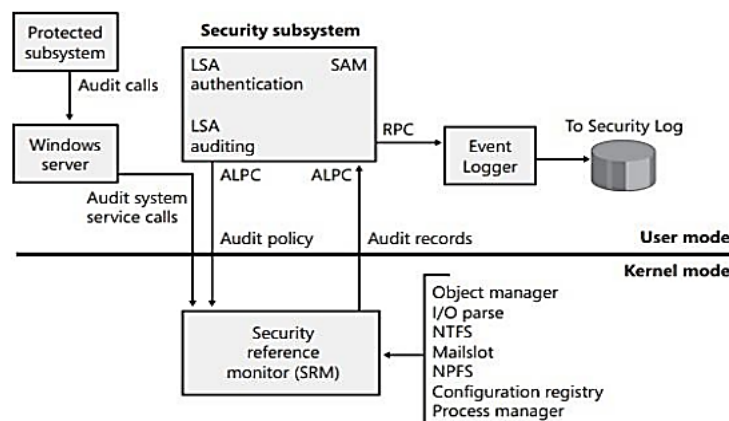 Protected
subsystem
Audit calls
Windows
server
Audit system
service calls
Security subsystem
LSA
authentication
SAM
LSA
auditing
ALPC
ALPC
RPC
Event
Logger
To Security Log
Audit policy
Audit records
User mode
Kernel mode
Security
reference
monitor (SRM)
Object manager
I/O parse
NTFS
Mailslot
NPFS
Configuration registry
Process manager